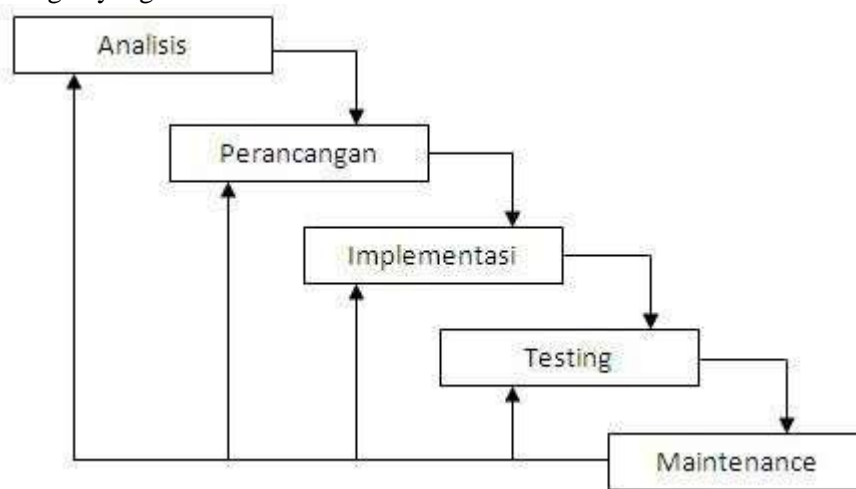 Analisis
Perancangan
Implementasi
Testing
Maintenance